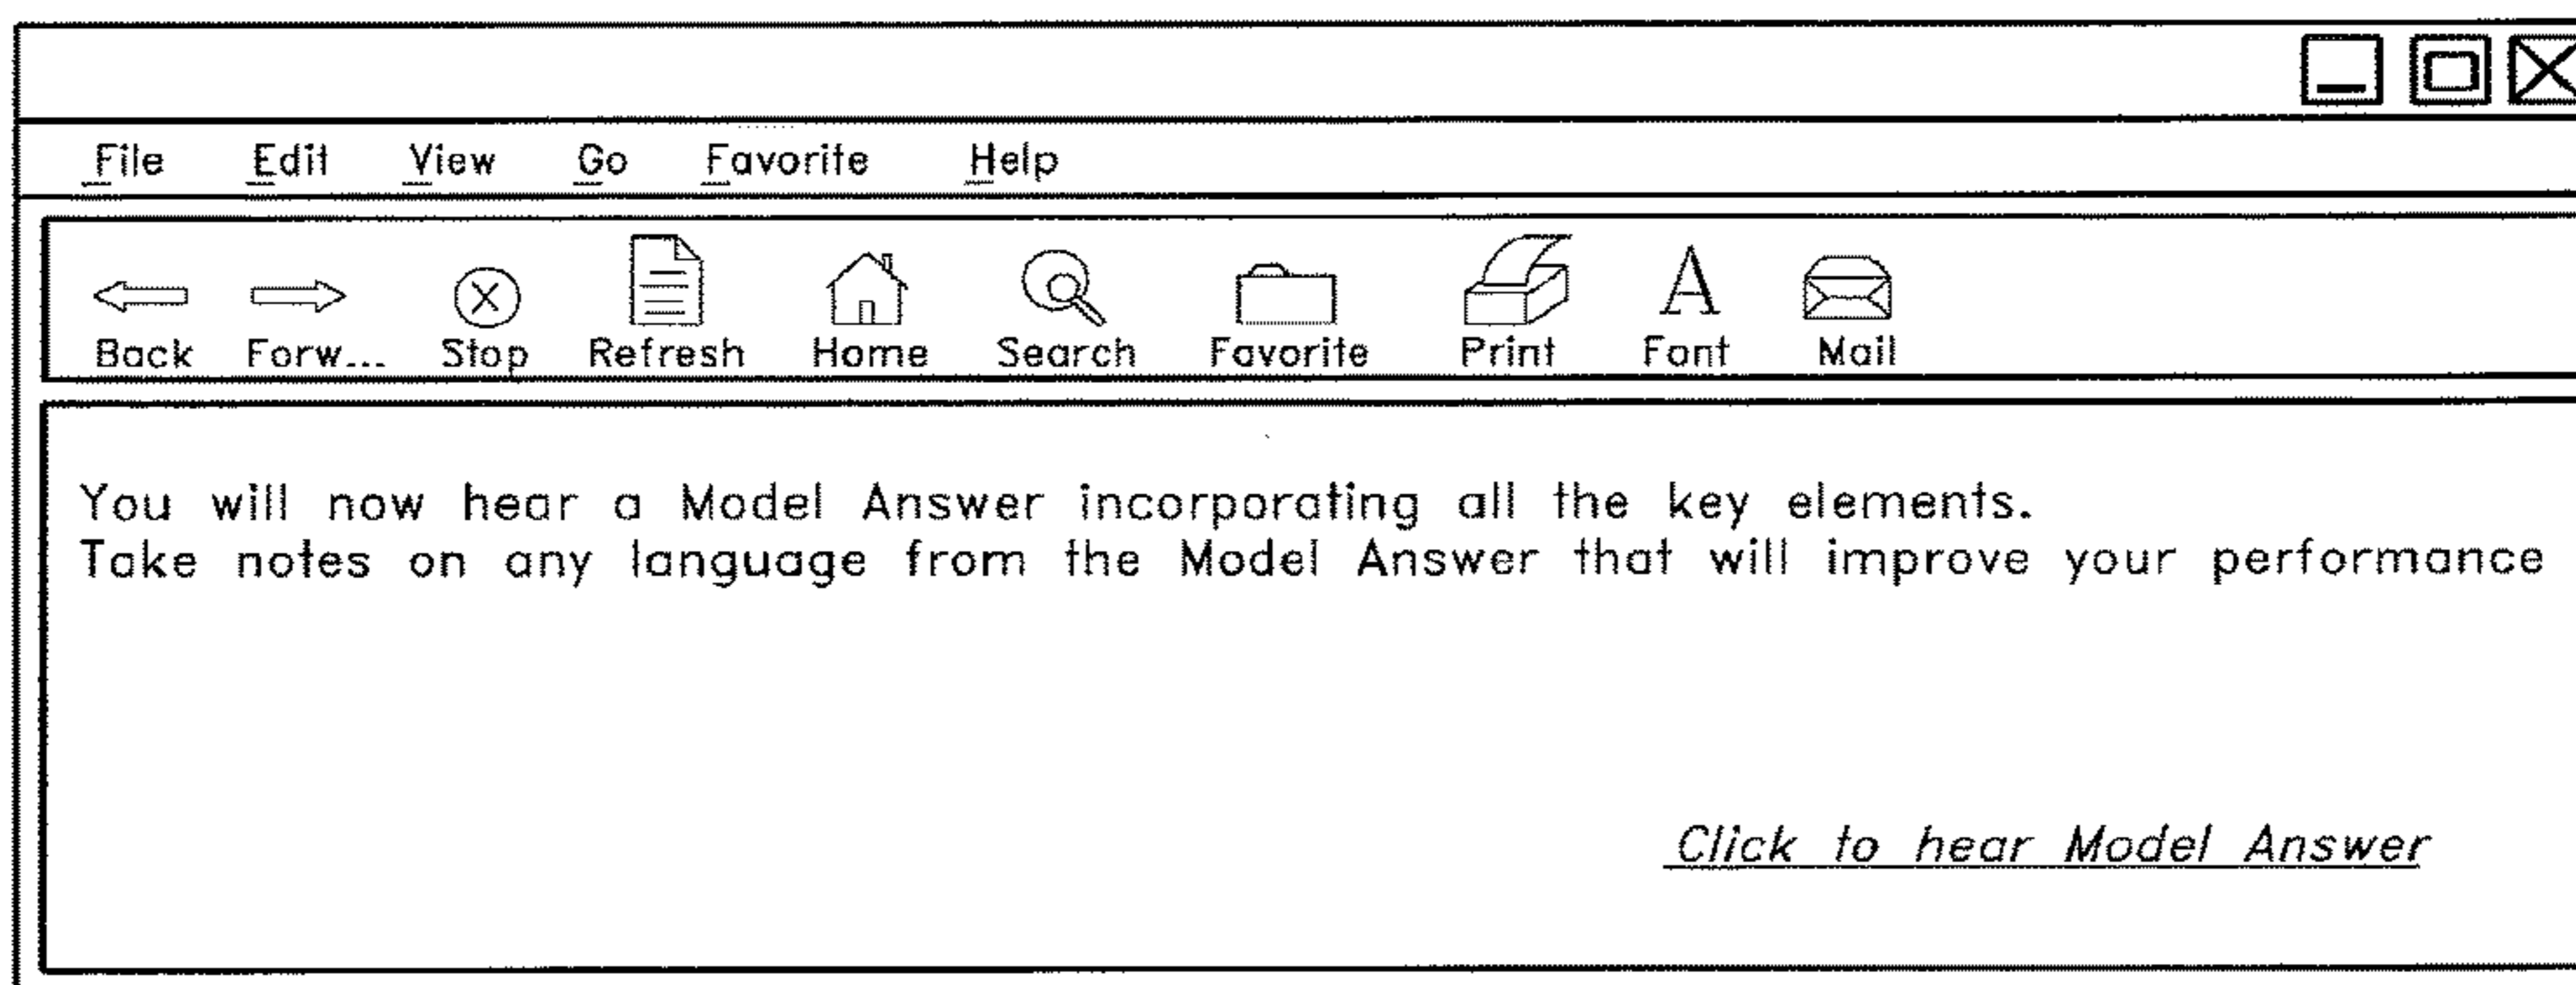 File Edit View Go Favorite Help
Back Forw... Stop Refresh Home Search Favorite Print Font Mail
You will now hear a Model Answer incorporating all the key elements.
Take notes on any language from the Model Answer that will improve your performance
Click to hear Model Answer